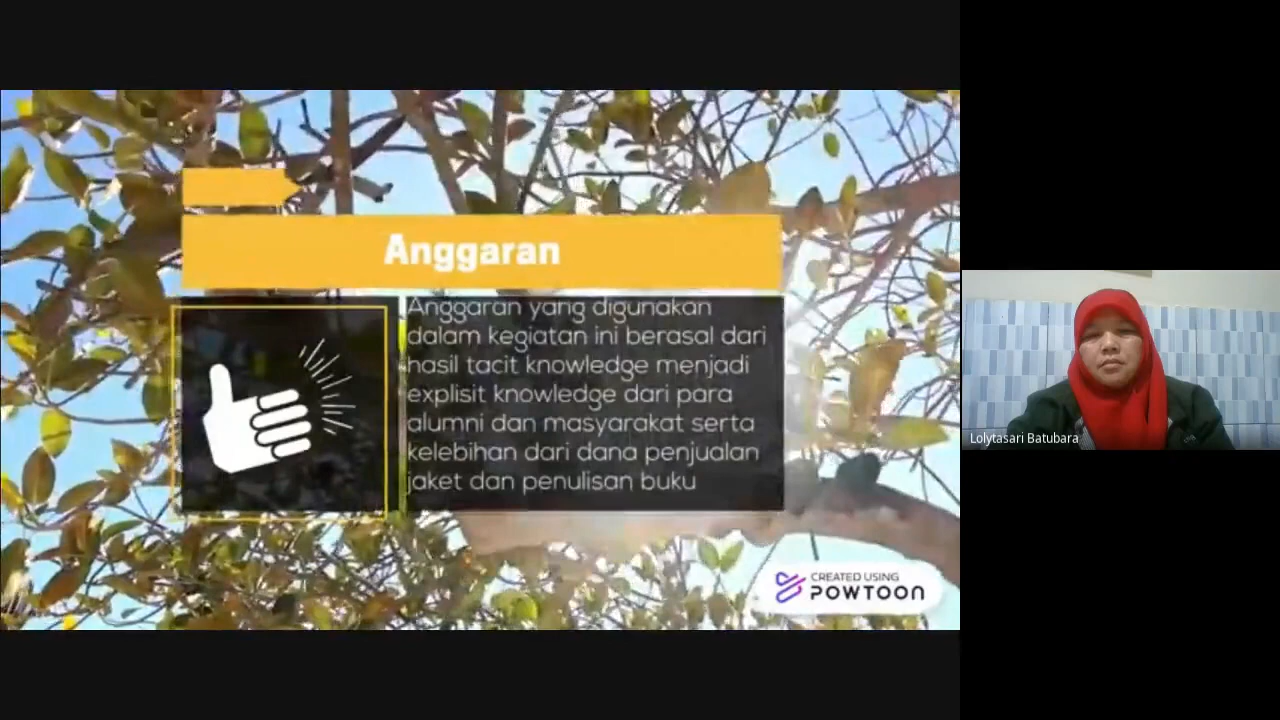 Anggaran
Anggaran yang digunakan
dalam kegiatan ini berasal dari
hasil tacit knowledge menjadi
explisit knowledge dari para
alumni dan masyarakat serta
kelebihan dari dana penjualan
jaket dan penulisan buku
CREATED USING
POWTOON
Lolytasari Batubara